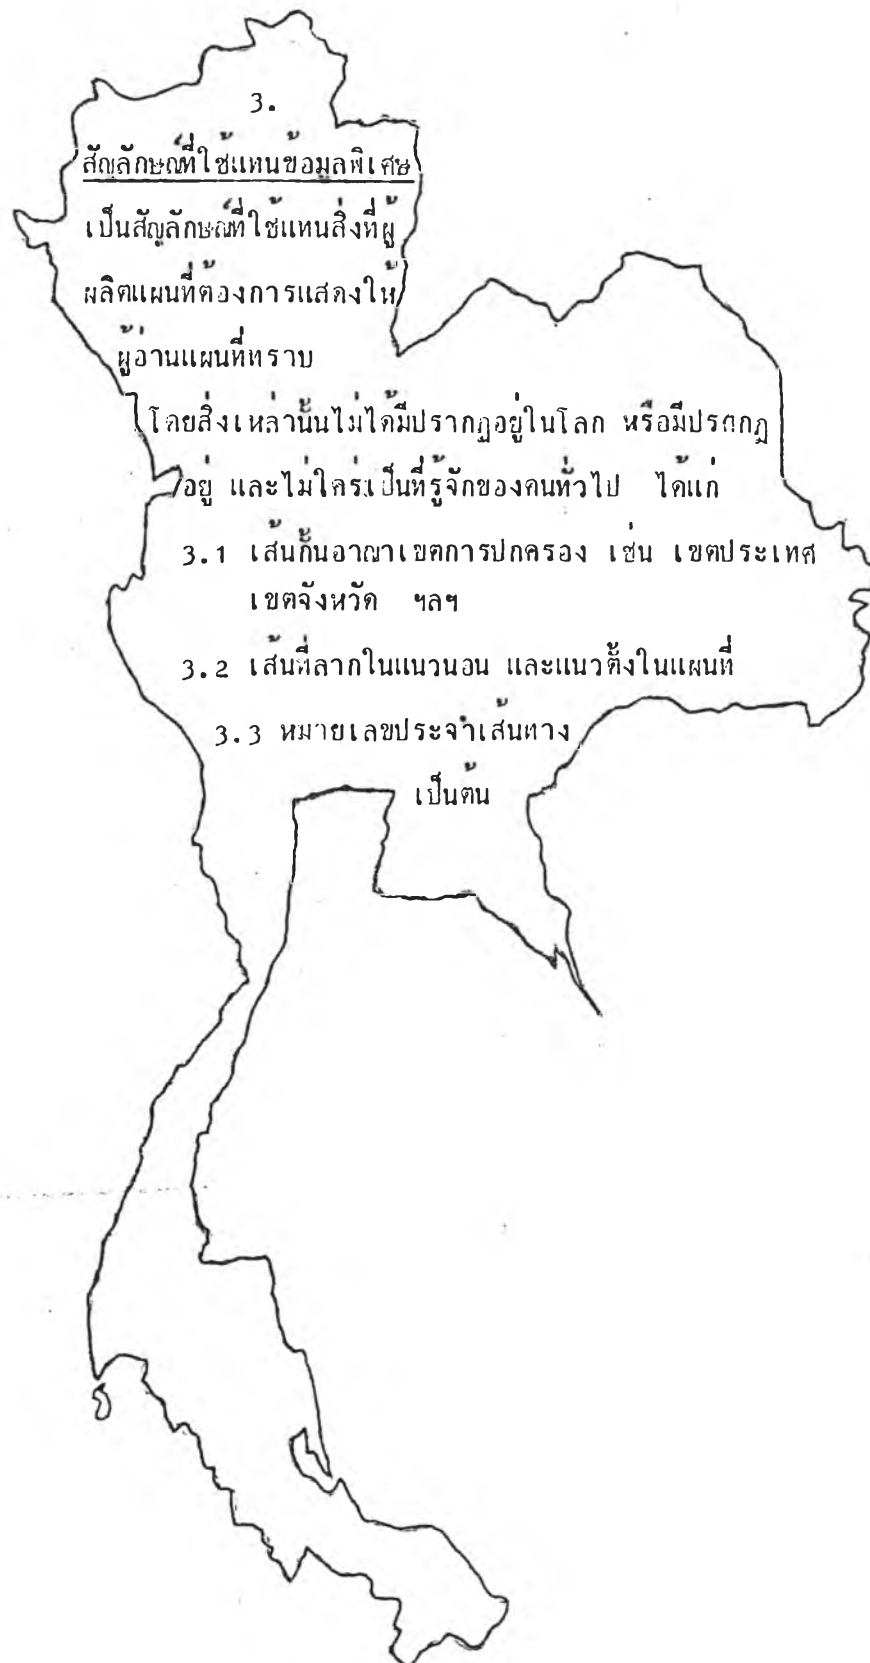 3.
สัญลักษณ์ที่ใช้แทนข้อมูลพิเศษ
เป็นสัญลักษณ์ที่ใช้แทนสิ่งที่ผู้
ผลิตแผนที่ต้องการแสดงให้
ผู้อ่านแผนที่ทราบ
โดยสิ่งเหล่านั้นไม่ได้มีปรากฏอยู่ในโลก หรือมีปรากฏ
อยู่ และไม่ใคร่เป็นที่รู้จักของคนทั่วไป ได้แก่
3.1 เส้นกั้นอาณาเขตการปกครอง เช่น เขตประเทศ
เขตจังหวัด ฯลฯ
3.2 เส้นที่ลากในแนวนอน และแนวตั้งในแผนที่
3.3 หมายเลขประจำเส้นทาง
เป็นต้น